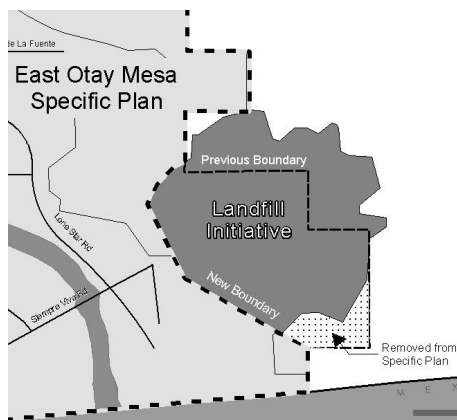 de La Fuente
East Otay Mesa
Specific Plan
Previous Boundary
Landfill
Initiative
Lone Star Rd
New Boundary
Siempre Viva Rd
Removed from
Specific Plan
M E X